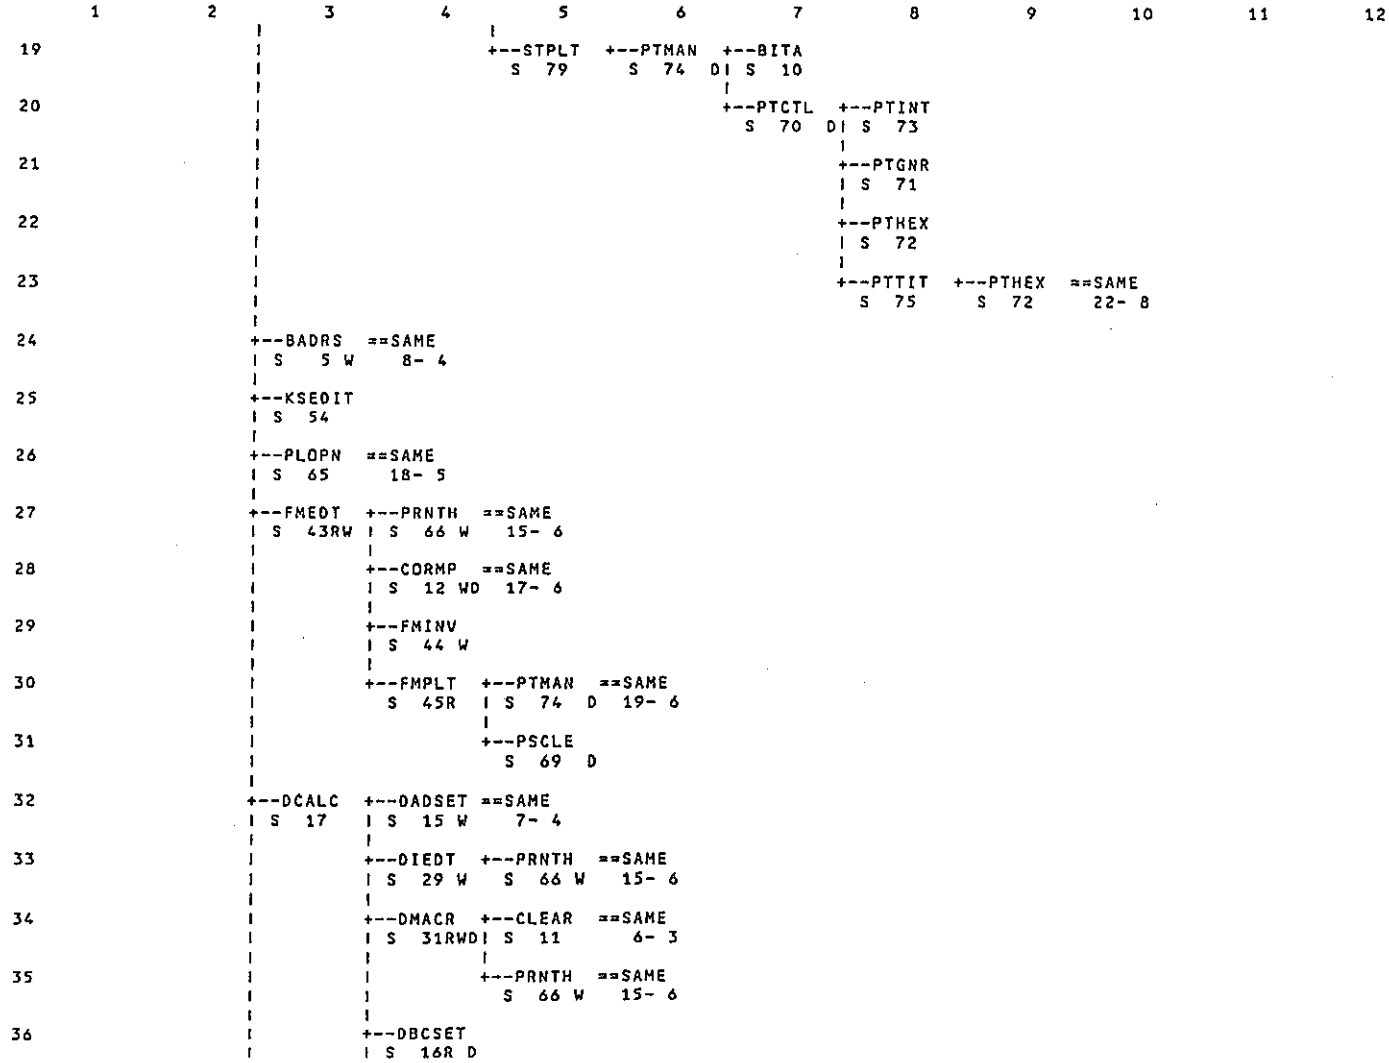 1 2 3 4 5 6 7 8 9 10 11 12
19 +--STPLT +--PTMAN +--BITA
S 79 S 74 D| S 10
20 +--PTCTL +--PTINT
S 70 D| S 73
21 +--PTGNR
| S 71
22 +--PTHEX
| S 72
23 +--PTTIT +--PTHEX ==SAME
S 75 S 72 22- 8
24 +--BADRS ==SAME
| S 5 W 8- 4
25 +--KSEDIT
| S 54
26 +--PLOPN ==SAME
| S 65 18- 5
27 +--FMEDT +--PRNTH ==SAME
| S 43RW | S 66 W 15- 6
28 +--CORMP ==SAME
| S 12 WD 17- 6
29 +--FMINV
| S 44 W
30 +--FMPLT +--PTMAN ==SAME
S 45R | S 74 D 19- 6
31 +--PSCLE
S 69 D
32 +--DCALC +--DADSET ==SAME
| S 17 | S 15 W 7- 4
33 +--DIEDT +--PRNTH ==SAME
| S 29 W S 66 W 15- 6
34 +--DMACR +--CLEAR ==SAME
| S 31RWD| S 11 6- 3
35 +--PRNTH ==SAME
S 66 W 15- 6
36 +--DBCSET
| S 16R D